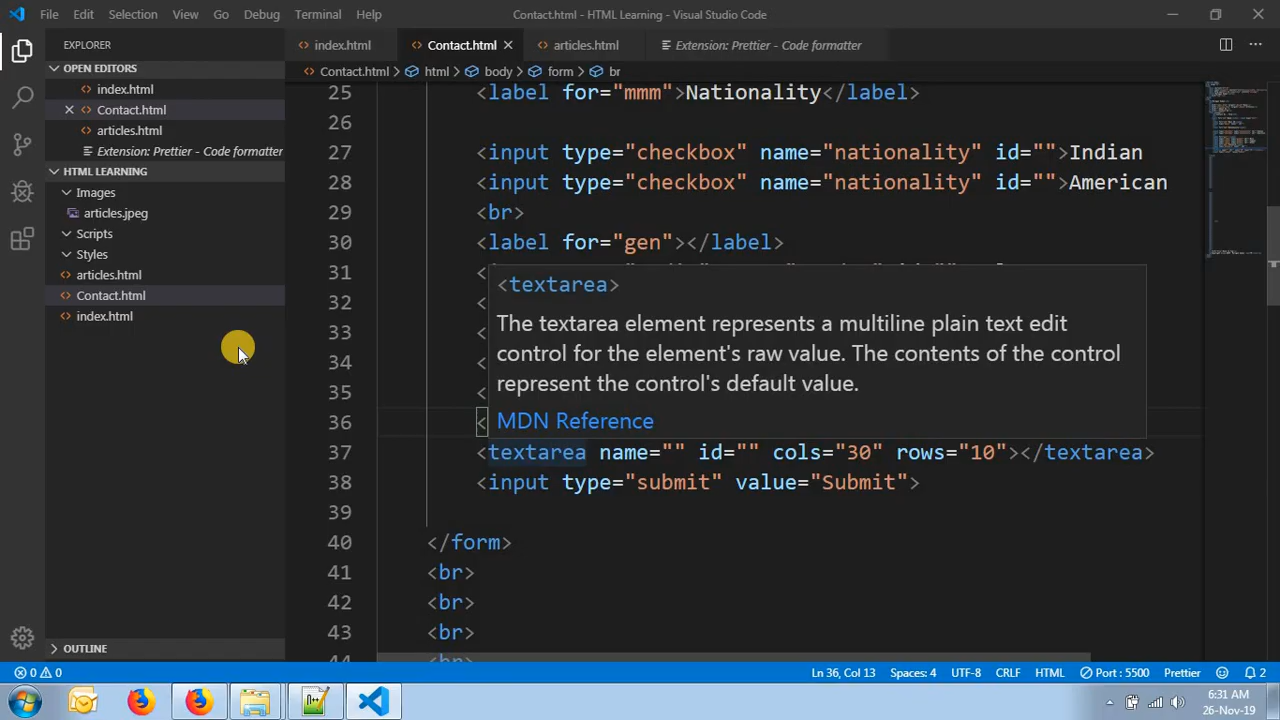 File Edit Selection View Go Debug Terminal Help
Contact.html - HTML Learning - Visual Studio Code
EXPLORER
OPEN EDITORS
index.html
Contact.html
articles.html
Extension: Prettier - Code formatter
HTML LEARNING
Images
articles.jpeg
Scripts
Styles
articles.html
Contact.html
index.html
OUTLINE
index.html Contact.html articles.html Extension: Prettier - Code formatter
Contact.html > html > body > form > br
25 <label for="mmm">Nationality</label>
26
27 <input type="checkbox" name="nationality" id="">Indian
28 <input type="checkbox" name="nationality" id="">American
29 <br>
30 <label for="gen"></label>
31 <
32 <
33 <
34 <
35 <
36 <
<textarea>
The textarea element represents a multiline plain text edit
control for the element's raw value. The contents of the control
represent the control's default value.
MDN Reference
37 <textarea name="" id="" cols="30" rows="10"></textarea>
38 <input type="submit" value="Submit">
39
40 </form>
41 <br>
42 <br>
43 <br>
44
0 0 Ln 36, Col 13 Spaces: 4 UTF-8 CRLF HTML Port : 5500 Prettier 2
6:31 AM
26-Nov-19